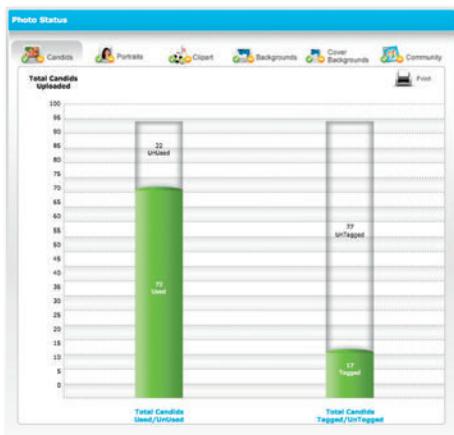 Photo Status
Candids
Portraits
Clipart
Backgrounds
Cover
Backgrounds
Community
Total Candids
Uploaded
Print
100
95
90
85
80
75
70
65
60
55
50
45
40
35
30
25
20
15
10
5
0
22
UnUsed
72
Used
77
UnTagged
17
Tagged
Total Candids
Used/UnUsed
Total Candids
Tagged/UnTagged